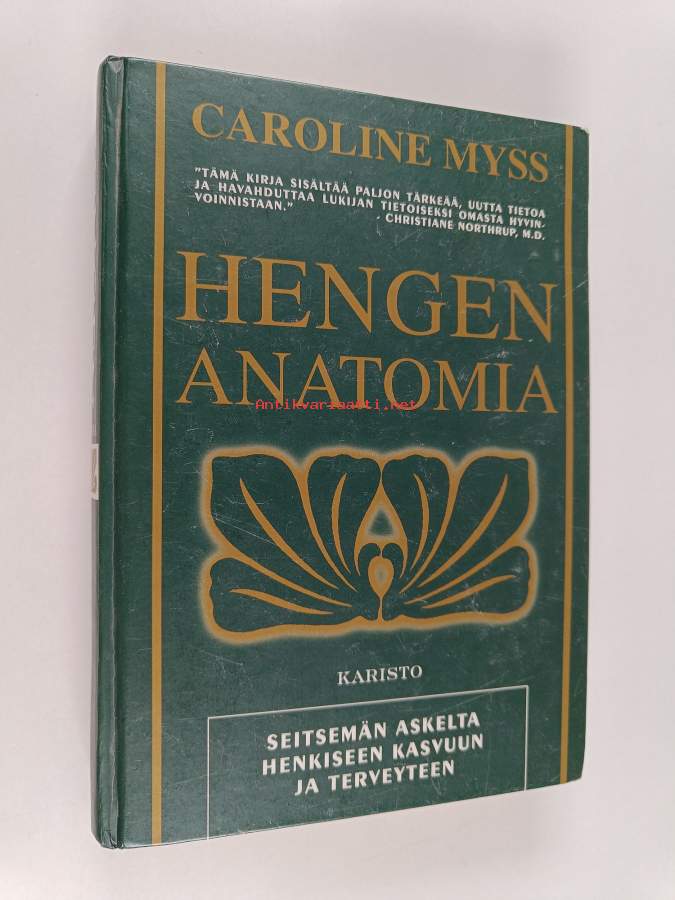 CAROLINE MYSS
"TÄMÄ KIRJA SISÄLTÄÄ PALJON TÄRKEÄÄ, UUTTA TIETOA
JA HAVAHDUTTAA LUKIJAN TIETOISEKSI OMASTA HYVIN-
VOINNISTAAN."
- CHRISTIANE NORTHRUP, M.D.
HENGEN
ANATOMIA
Antikvariaatti.net
KARISTO
SEITSEMÄN ASKELTA
HENKISEEN KASVUUN
JA TERVEYTEEN